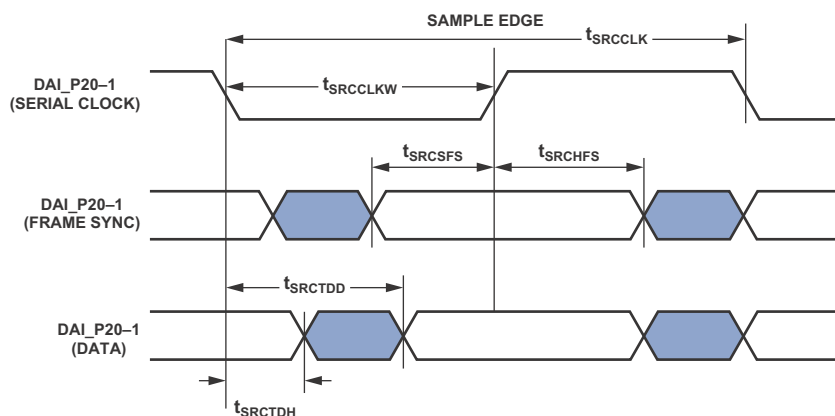 SAMPLE EDGE
tSRCCLK
DAI_P20–1
(SERIAL CLOCK)
tSRCCLKW
tSRCSFS
tSRCHFS
DAI_P20–1
(FRAME SYNC)
tSRCTDD
DAI_P20–1
(DATA)
tSRCTDH